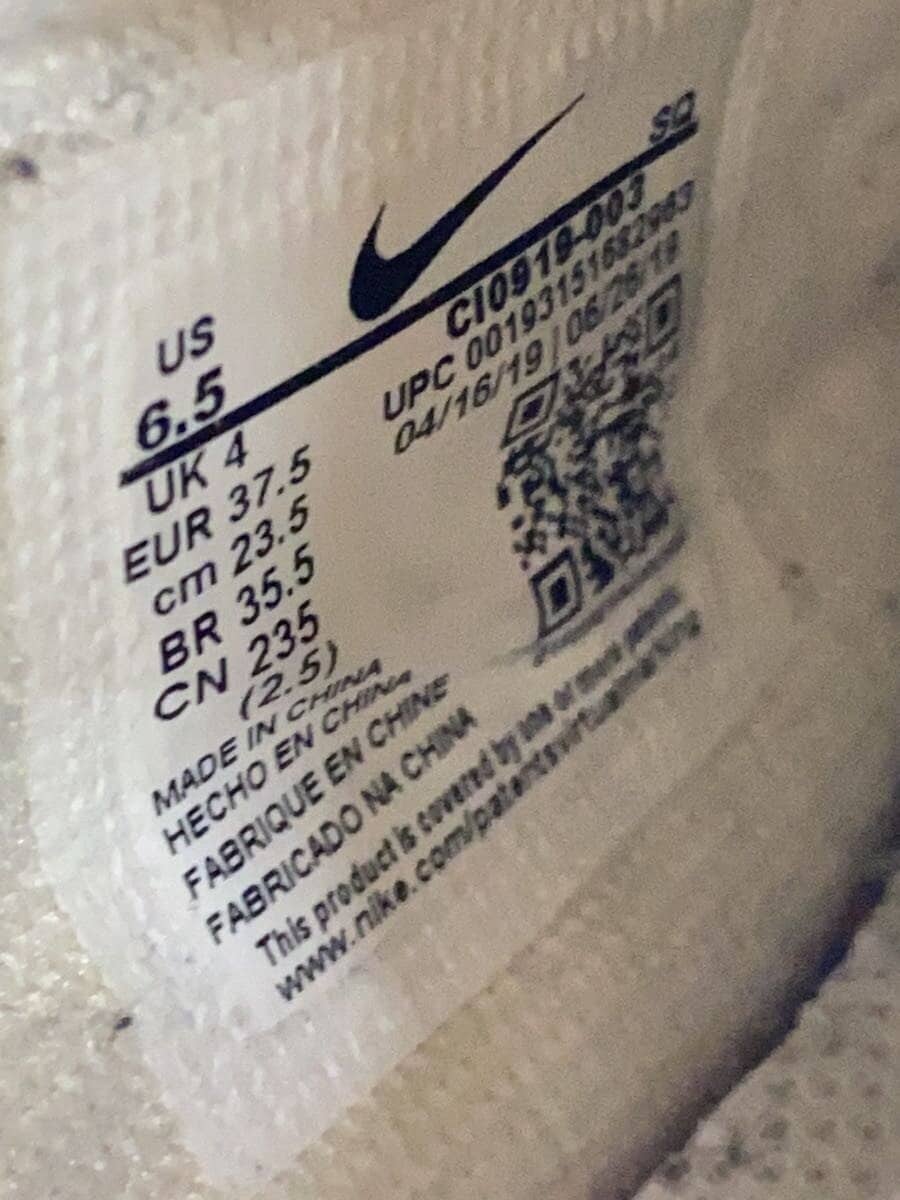 SQ
US
6.5
CI0919-003
UPC 00193151682963
04/16/19 | 06/26/19
UK 4
EUR 37.5
cm 23.5
BR 35.5
CN 235
(2.5)
MADE IN CHINA
HECHO EN CHINA
FABRIQUE EN CHINE
FABRICADO NA CHINA
This product is covered by one or more
www.nike.com/patentsvirtualmarking